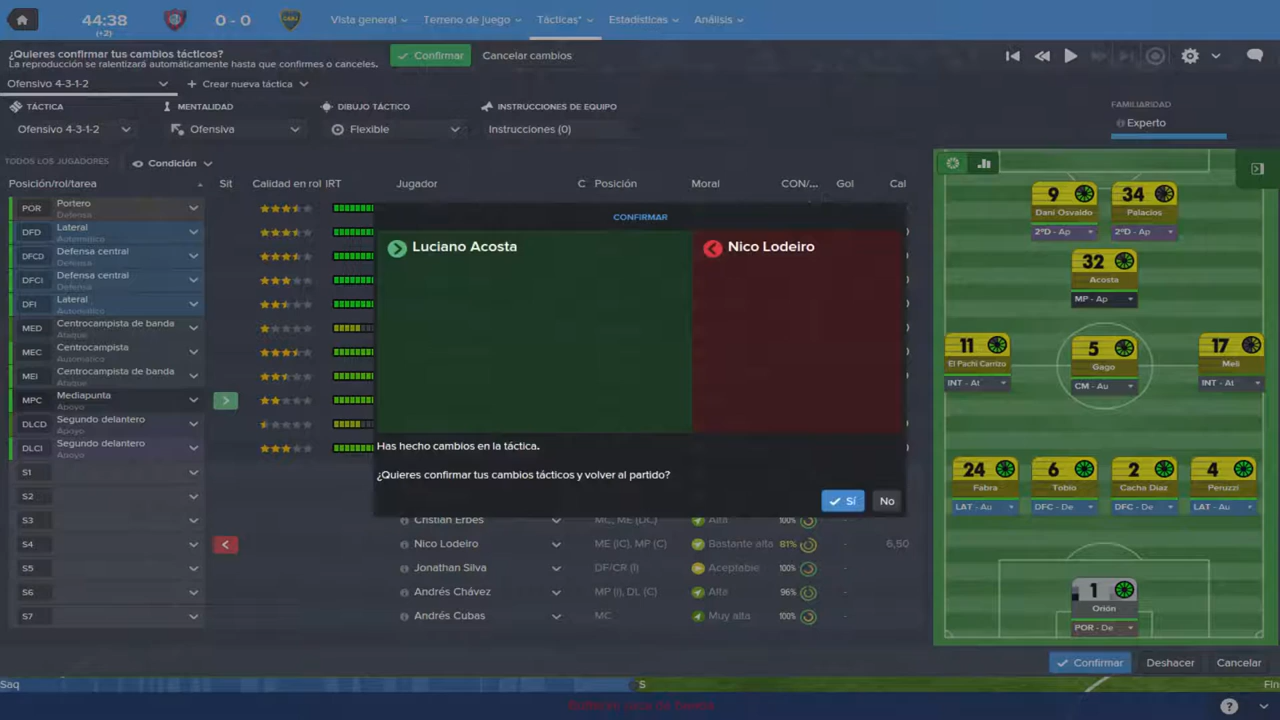 44:38
(+2)
0 - 0
Vista general
Terreno de juego
Tácticas*
Estadísticas
Análisis
¿Quieres confirmar tus cambios tácticos?
La reproducción se ralentizará automáticamente hasta que confirmes o canceles.
Confirmar
Cancelar cambios
Ofensivo 4-3-1-2
Crear nueva táctica
TÁCTICA
MENTALIDAD
DIBUJO TÁCTICO
INSTRUCCIONES DE EQUIPO
FAMILIARIDAD
Ofensivo 4-3-1-2
Ofensiva
Flexible
Instrucciones (0)
Experto
TODOS LOS JUGADORES
Condición
Posición/rol/tarea
Sit
Calidad en rol
IRT
Jugador
C
Posición
Moral
CON/...
Gol
Cal
POR
Portero
Defensa
DFD
Lateral
Automático
DFCD
Defensa central
Defensa
DFCI
Defensa central
Defensa
DFI
Lateral
Automático
MED
Centrocampista de banda
Ataque
MEC
Centrocampista
Automático
MEI
Centrocampista de banda
Ataque
MPC
Mediapunta
Apoyo
DLCD
Segundo delantero
Apoyo
DLCI
Segundo delantero
Apoyo
S1
S2
S3
Cristian Erbes
MC, ME (DC)
Alta
100%
-
S4
Nico Lodeiro
ME (IC), MP (C)
Bastante alta
81%
-
6,50
S5
Jonathan Silva
DF/CR (I)
Aceptable
100%
-
S6
Andrés Chávez
MP (I), DL (C)
Alta
96%
-
S7
Andrés Cubas
MC
Muy alta
100%
-
CONFIRMAR
Luciano Acosta
Nico Lodeiro
Has hecho cambios en la táctica.
¿Quieres confirmar tus cambios tácticos y volver al partido?
Sí
No
9
Dani Osvaldo
2ºD - Ap
34
Palacios
2ºD - Ap
32
Acosta
MP - Ap
11
'El Pachi' Carrizo
INT - At
5
Gago
CM - Au
17
Meli
INT - At
24
Fabra
LAT - Au
6
Tobio
DFC - De
2
Cacha Díaz
DFC - De
4
Peruzzi
LAT - Au
1
Orión
POR - De
Confirmar
Deshacer
Cancelar
Saq
S
Fin